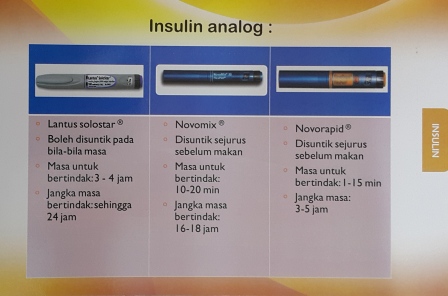 Insulin analog :
Lantus solostar ®
Boleh disuntik pada
bila-bila masa
Masa untuk
bertindak: 3 - 4 jam
Jangka masa
bertindak: sehingga
24 jam
Novomix ®
Disuntik sejurus
sebelum makan
Masa untuk
bertindak:
10-20 min
Jangka masa
bertindak:
16-18 jam
Novorapid ®
Disuntik sejurus
sebelum makan
Masa untuk
bertindak: 1-15 min
Jangka masa:
3-5 jam
INSULIN